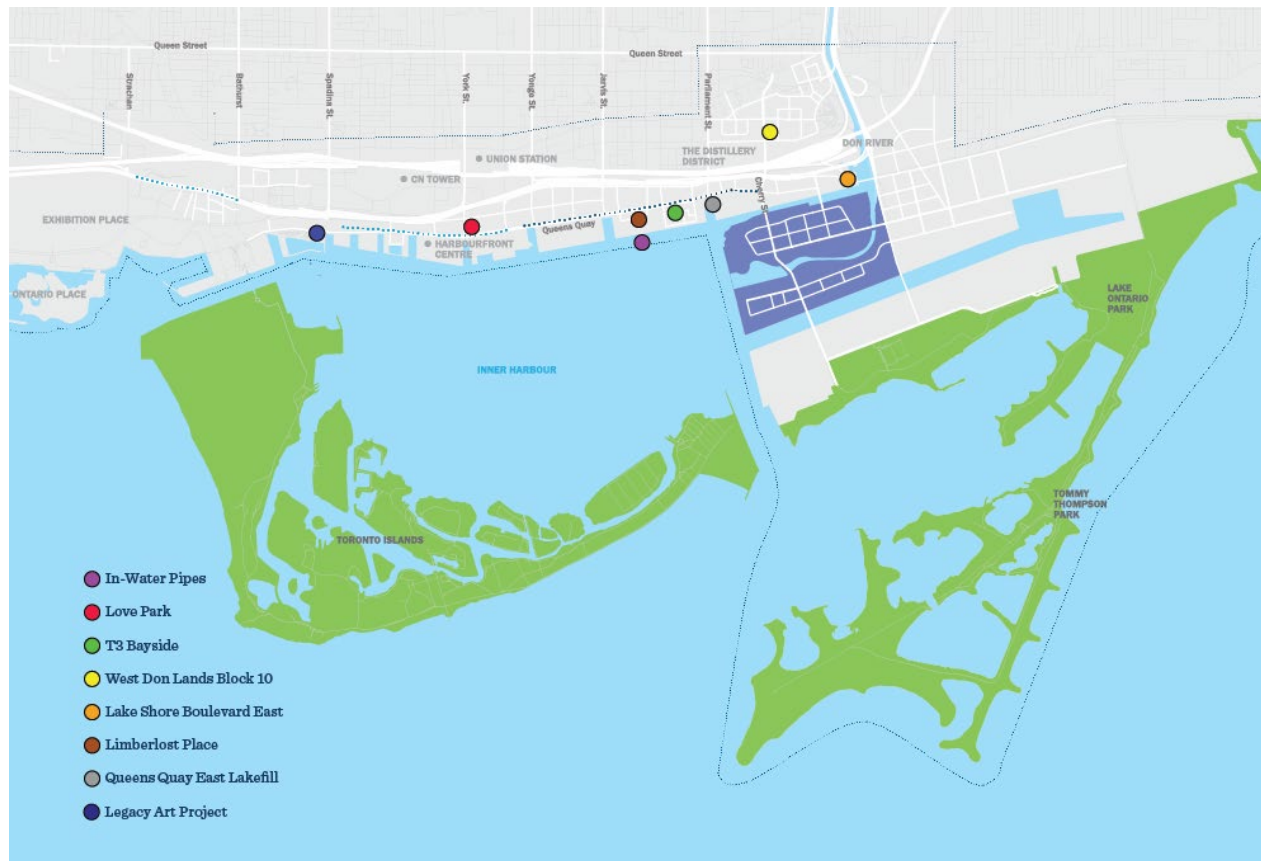 Queen Street
Queen Street
Strachan
Bathurst
Spadina St.
York St.
Yonge St.
Jarvis St.
Parliament St.
THE DISTILLERY
DISTRICT
DON RIVER
UNION STATION
CN TOWER
Cherry St.
EXHIBITION PLACE
Queens Quay
HARBOURFRONT
CENTRE
ONTARIO PLACE
LAKE
ONTARIO
PARK
INNER HARBOUR
TOMMY
THOMPSON
PARK
TORONTO ISLANDS
In-Water Pipes
Love Park
T3 Bayside
West Don Lands Block 10
Lake Shore Boulevard East
Limberlost Place
Queens Quay East Lakefill
Legacy Art Project